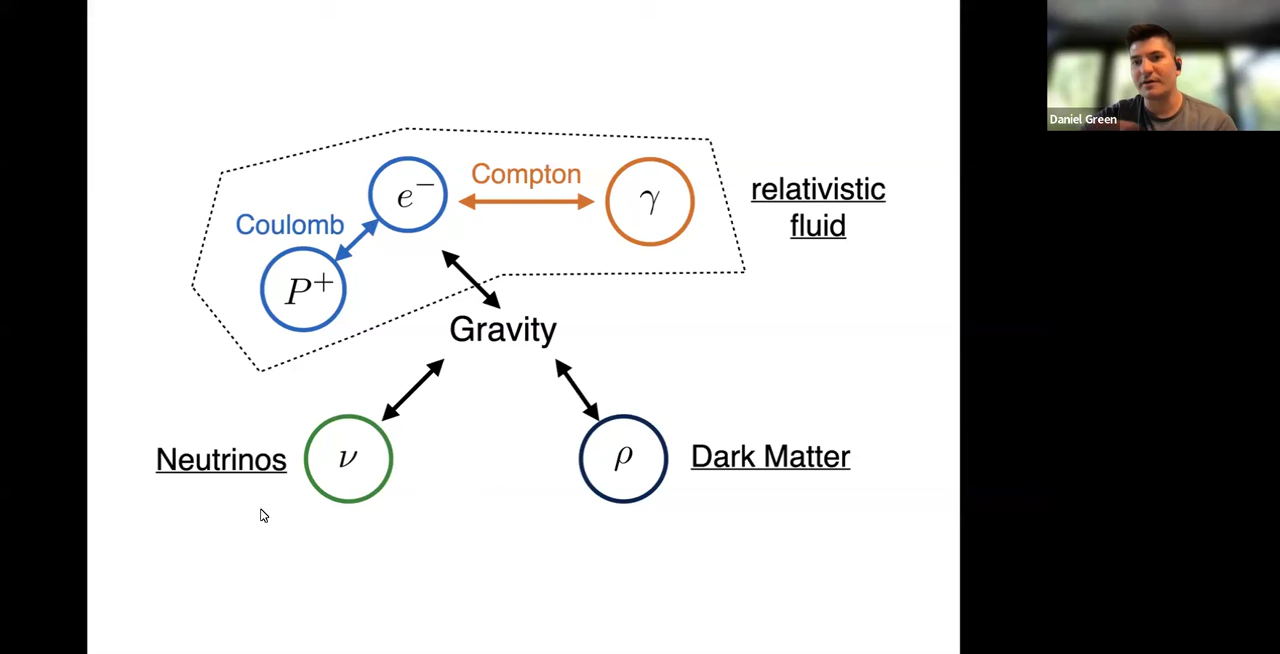 Compton
e⁻
γ
relativistic
fluid
Coulomb
P⁺
Gravity
Neutrinos
ν
ρ
Dark Matter
Daniel Green